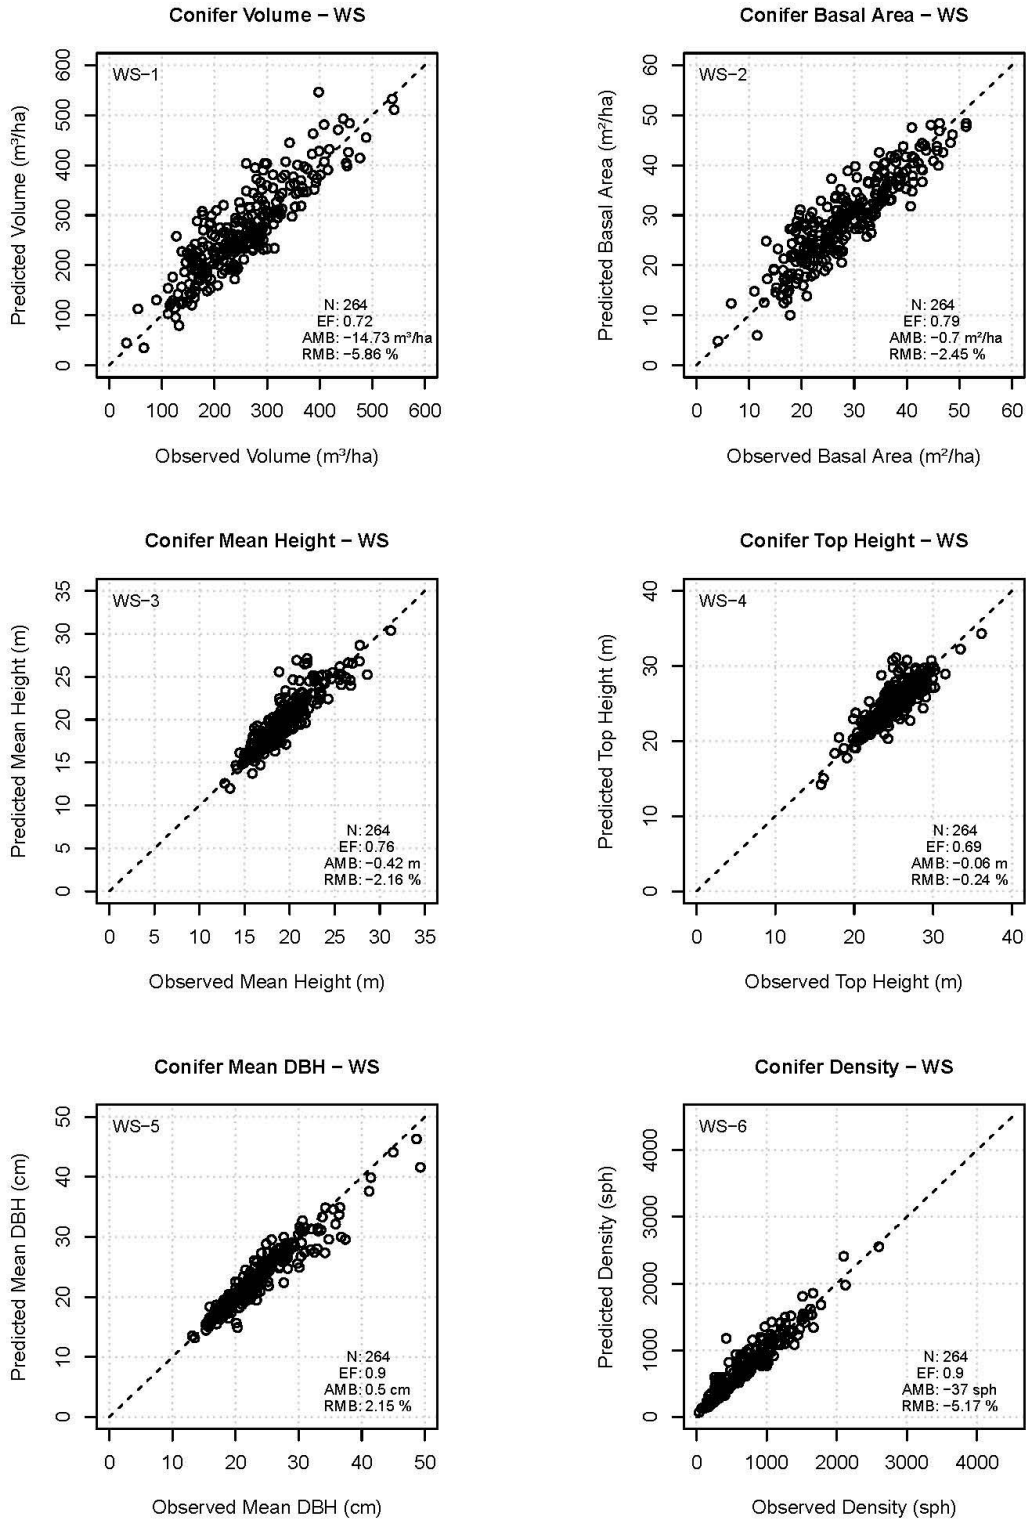 Conifer Volume − WS
WS−1
Predicted Volume (m³/ha)
600
500
400
300
200
100
0
N: 264
EF: 0.72
AMB: −14.73 m³/ha
RMB: −5.86 %
0 100 200 300 400 500 600
Observed Volume (m³/ha)
Conifer Basal Area − WS
WS−2
Predicted Basal Area (m²/ha)
60
50
40
30
20
10
0
N: 264
EF: 0.79
AMB: −0.7 m²/ha
RMB: −2.45 %
0 10 20 30 40 50 60
Observed Basal Area (m²/ha)
Conifer Mean Height − WS
WS−3
Predicted Mean Height (m)
35
30
25
20
15
10
5
0
N: 264
EF: 0.76
AMB: −0.42 m
RMB: −2.16 %
0 5 10 15 20 25 30 35
Observed Mean Height (m)
Conifer Top Height − WS
WS−4
Predicted Top Height (m)
40
30
20
10
0
N: 264
EF: 0.69
AMB: −0.06 m
RMB: −0.24 %
0 10 20 30 40
Observed Top Height (m)
Conifer Mean DBH − WS
WS−5
Predicted Mean DBH (cm)
50
40
30
20
10
0
N: 264
EF: 0.9
AMB: 0.5 cm
RMB: 2.15 %
0 10 20 30 40 50
Observed Mean DBH (cm)
Conifer Density − WS
WS−6
Predicted Density (sph)
4000
3000
2000
1000
0
N: 264
EF: 0.9
AMB: −37 sph
RMB: −5.17 %
0 1000 2000 3000 4000
Observed Density (sph)